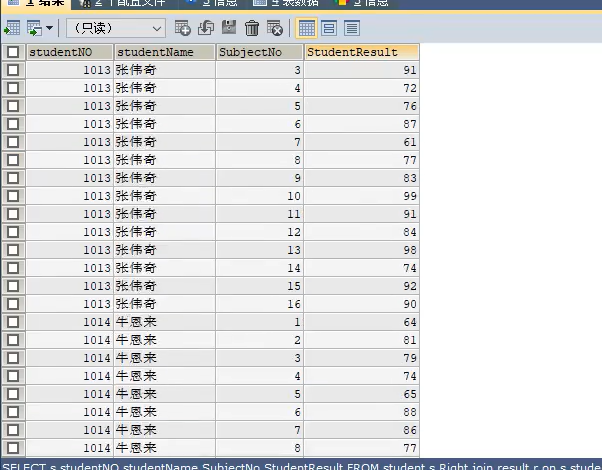 1 结果 2 个配置文件 3 信息 4 表数据 5 信息
（只读）
studentNO studentName SubjectNo StudentResult
1013 张伟奇 3 91
1013 张伟奇 4 72
1013 张伟奇 5 76
1013 张伟奇 6 87
1013 张伟奇 7 61
1013 张伟奇 8 77
1013 张伟奇 9 83
1013 张伟奇 10 99
1013 张伟奇 11 91
1013 张伟奇 12 84
1013 张伟奇 13 98
1013 张伟奇 14 74
1013 张伟奇 15 92
1013 张伟奇 16 90
1014 牛恩来 1 64
1014 牛恩来 2 81
1014 牛恩来 3 79
1014 牛恩来 4 74
1014 牛恩来 5 65
1014 牛恩来 6 88
1014 牛恩来 7 86
1014 牛恩来 8 77
SELECT s.studentNO,studentName,SubjectNo,StudentResult FROM student s Right join result r on s.stude